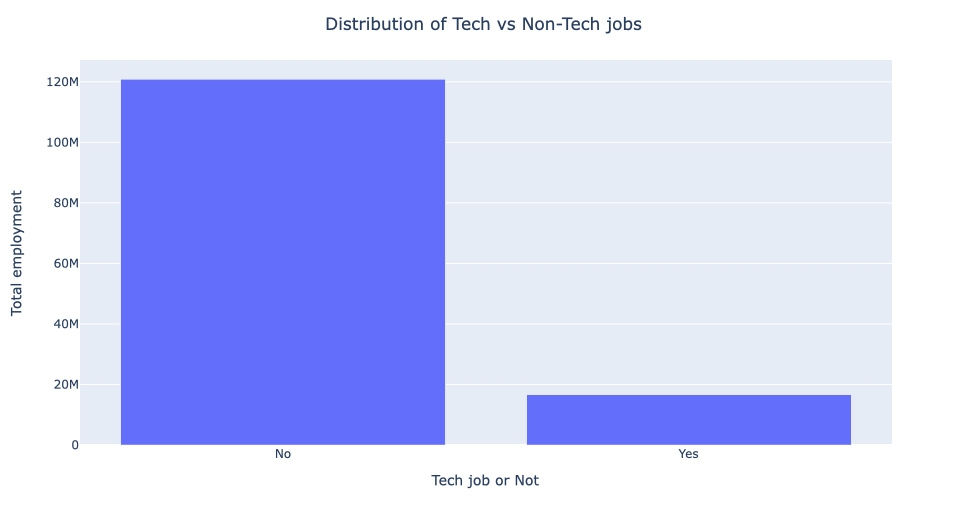 Distribution of Tech vs Non-Tech jobs
120M
100M
80M
60M
40M
20M
0
Total employment
No
Yes
Tech job or Not